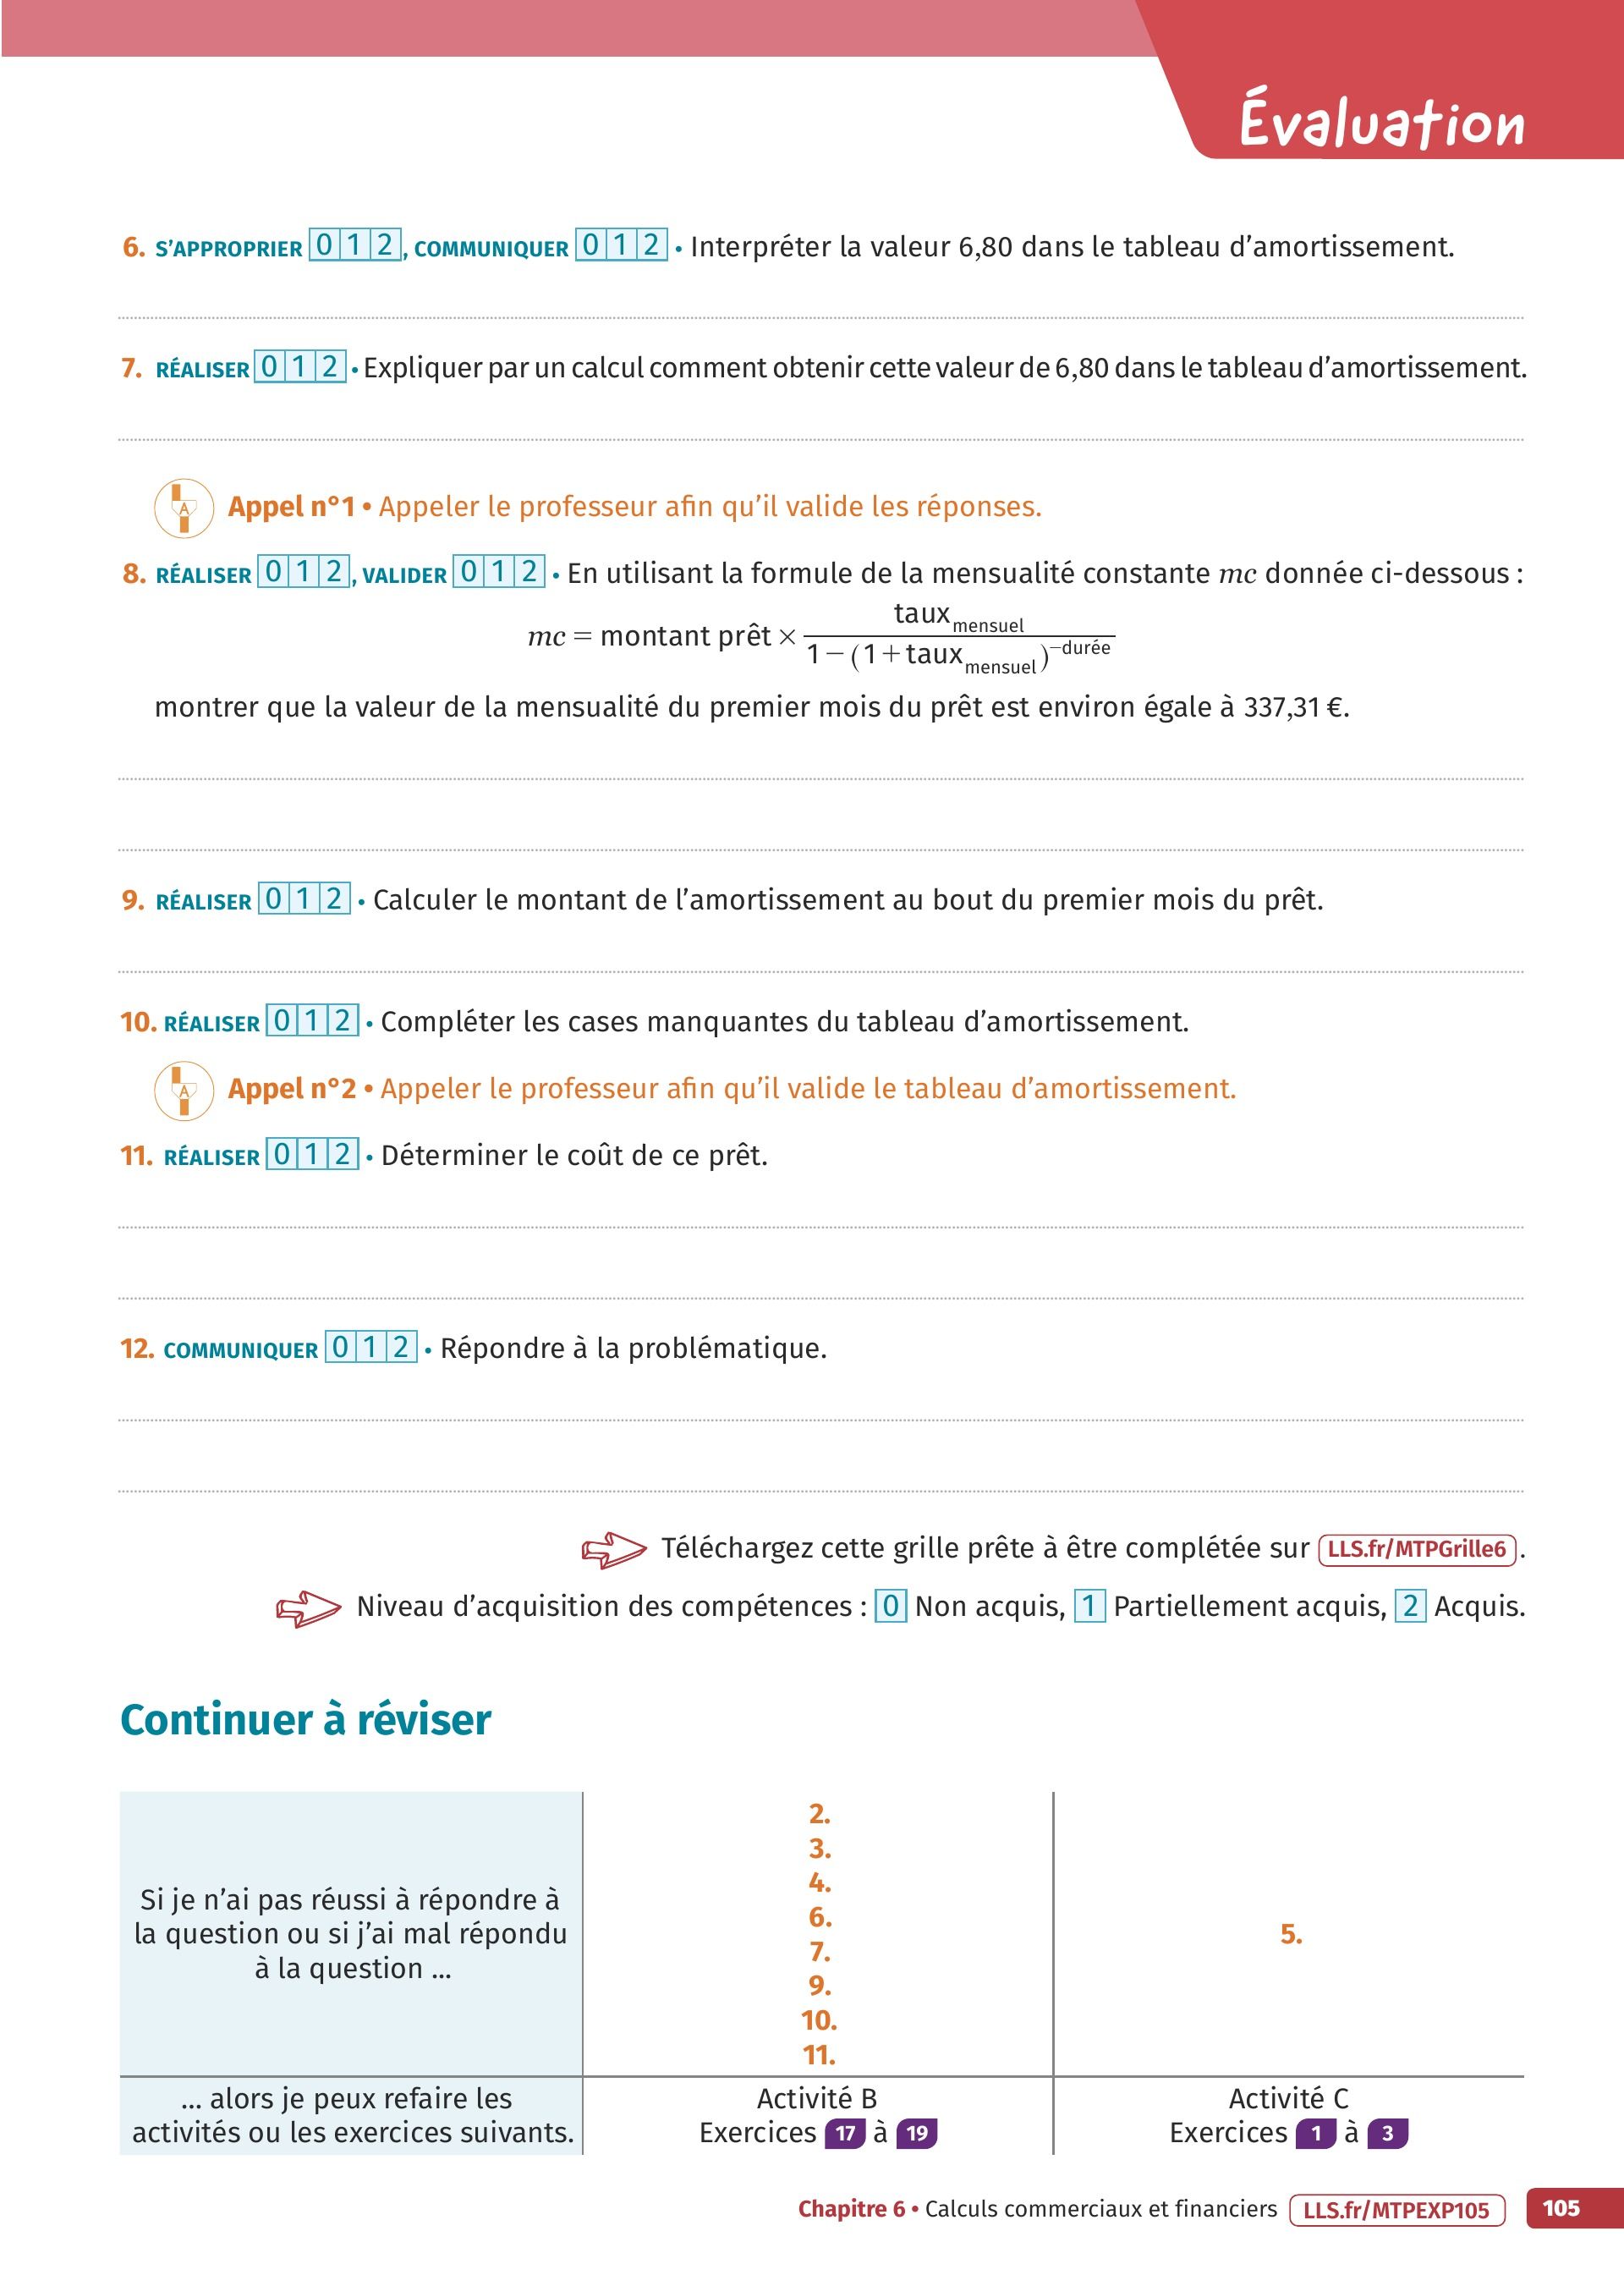 Évaluation
6. S’APPROPRIER 0 1 2, COMMUNIQUER 0 1 2 • Interpréter la valeur 6,80 dans le tableau d’amortissement.
7. RÉALISER 0 1 2 • Expliquer par un calcul comment obtenir cette valeur de 6,80 dans le tableau d’amortissement.
A
Appel n°1 • Appeler le professeur afin qu’il valide les réponses.
8. RÉALISER 0 1 2, VALIDER 0 1 2 • En utilisant la formule de la mensualité constante mc donnée ci-dessous :
mc = montant prêt × taux mensuel / 1 − (1 + taux mensuel)^−durée
montrer que la valeur de la mensualité du premier mois du prêt est environ égale à 337,31 €.
9. RÉALISER 0 1 2 • Calculer le montant de l’amortissement au bout du premier mois du prêt.
10. RÉALISER 0 1 2 • Compléter les cases manquantes du tableau d’amortissement.
A
Appel n°2 • Appeler le professeur afin qu’il valide le tableau d’amortissement.
11. RÉALISER 0 1 2 • Déterminer le coût de ce prêt.
12. COMMUNIQUER 0 1 2 • Répondre à la problématique.
Téléchargez cette grille prête à être complétée sur LLS.fr/MTPGrille6 .
Niveau d’acquisition des compétences : 0 Non acquis, 1 Partiellement acquis, 2 Acquis.
Continuer à réviser
Si je n’ai pas réussi à répondre à
la question ou si j’ai mal répondu
à la question ...
2.
3.
4.
6.
7.
9.
10.
11.
5.
... alors je peux refaire les
activités ou les exercices suivants.
Activité B
Exercices 17 à 19
Activité C
Exercices 1 à 3
Chapitre 6 • Calculs commerciaux et financiers LLS.fr/MTPEXP105 105